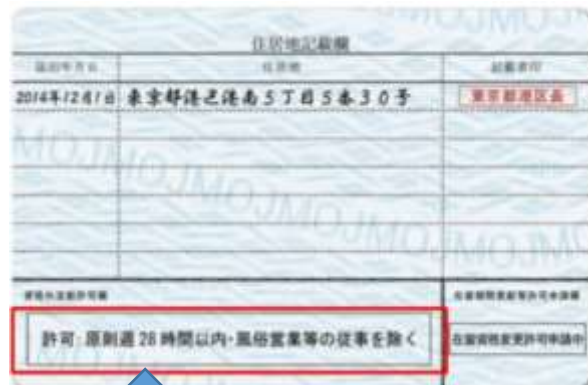 住居地記載欄
届出年月日 住居地 記載者印
2014年12月1日 東京都港区港南5丁目5番30号 東京都港区長
資格外活動許可欄
在留期間更新等許可申請欄
許可:原則週28時間以内・風俗営業等の従事を除く
在留資格変更許可申請中